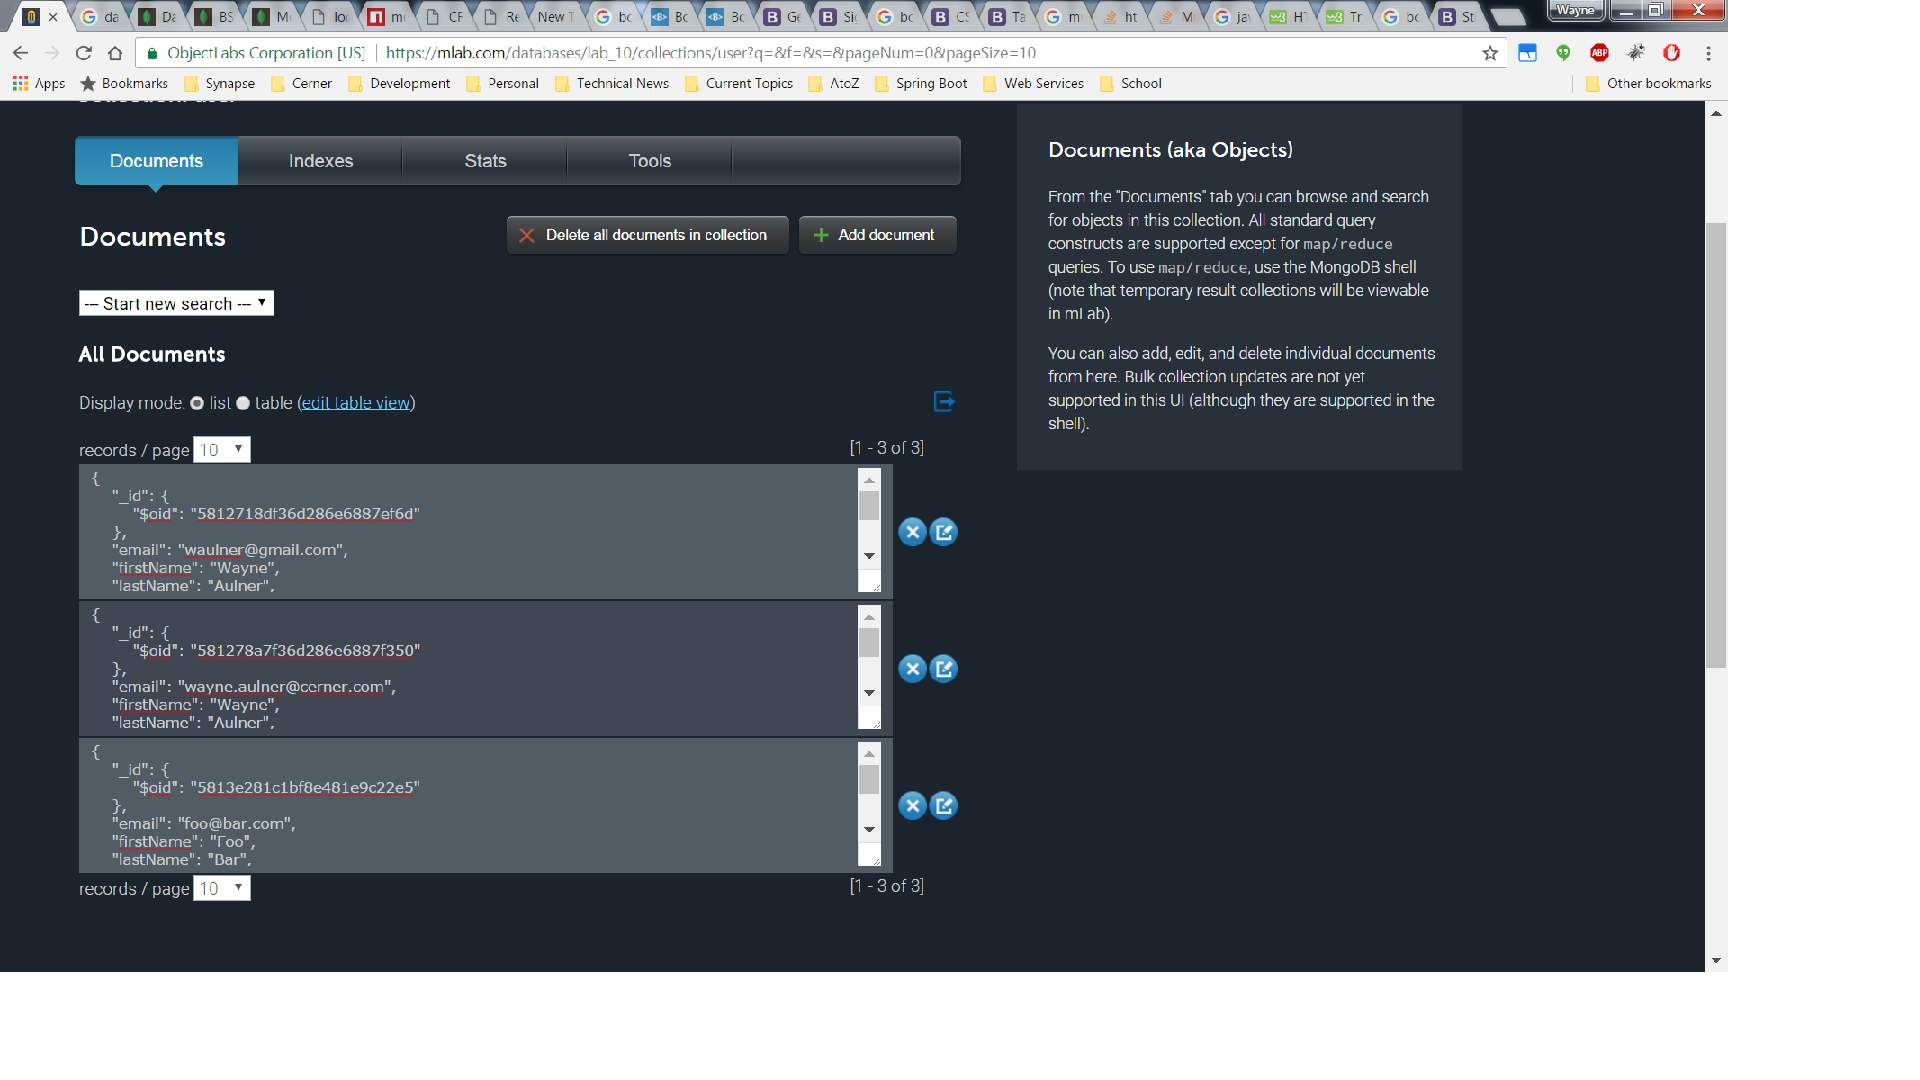 da
Da
BS
M
lo
m
CF
Re
New T
bc
Bc
Bc
Ge
Sig
bc
CS
Ta
m
ht
M
jav
HT
Tr
bc
St
Wayne
ObjectLabs Corporation [US]
https://mlab.com/databases/lab_10/collections/user?q=&f=&s=&pageNum=0&pageSize=10
ABP
Apps
Bookmarks
Synapse
Cerner
Development
Personal
Technical News
Current Topics
AtoZ
Spring Boot
Web Services
School
Other bookmarks
Documents
Indexes
Stats
Tools
Documents
Delete all documents in collection
Add document
--- Start new search ---
All Documents
Display mode: list table (edit table view)
records / page 10
[1 - 3 of 3]
{
"_id": {
"$oid": "5812718df36d286e6887ef6d"
},
"email": "waulner@gmail.com",
"firstName": "Wayne",
"lastName": "Aulner",
{
"_id": {
"$oid": "581278a7f36d286e6887f350"
},
"email": "wayne.aulner@cerner.com",
"firstName": "Wayne",
"lastName": "Aulner",
{
"_id": {
"$oid": "5813e281c1bf8e481e9c22e5"
},
"email": "foo@bar.com",
"firstName": "Foo",
"lastName": "Bar",
records / page 10
[1 - 3 of 3]
Documents (aka Objects)
From the "Documents" tab you can browse and search
for objects in this collection. All standard query
constructs are supported except for map/reduce
queries. To use map/reduce, use the MongoDB shell
(note that temporary result collections will be viewable
in mLab).
You can also add, edit, and delete individual documents
from here. Bulk collection updates are not yet
supported in this UI (although they are supported in the
shell).